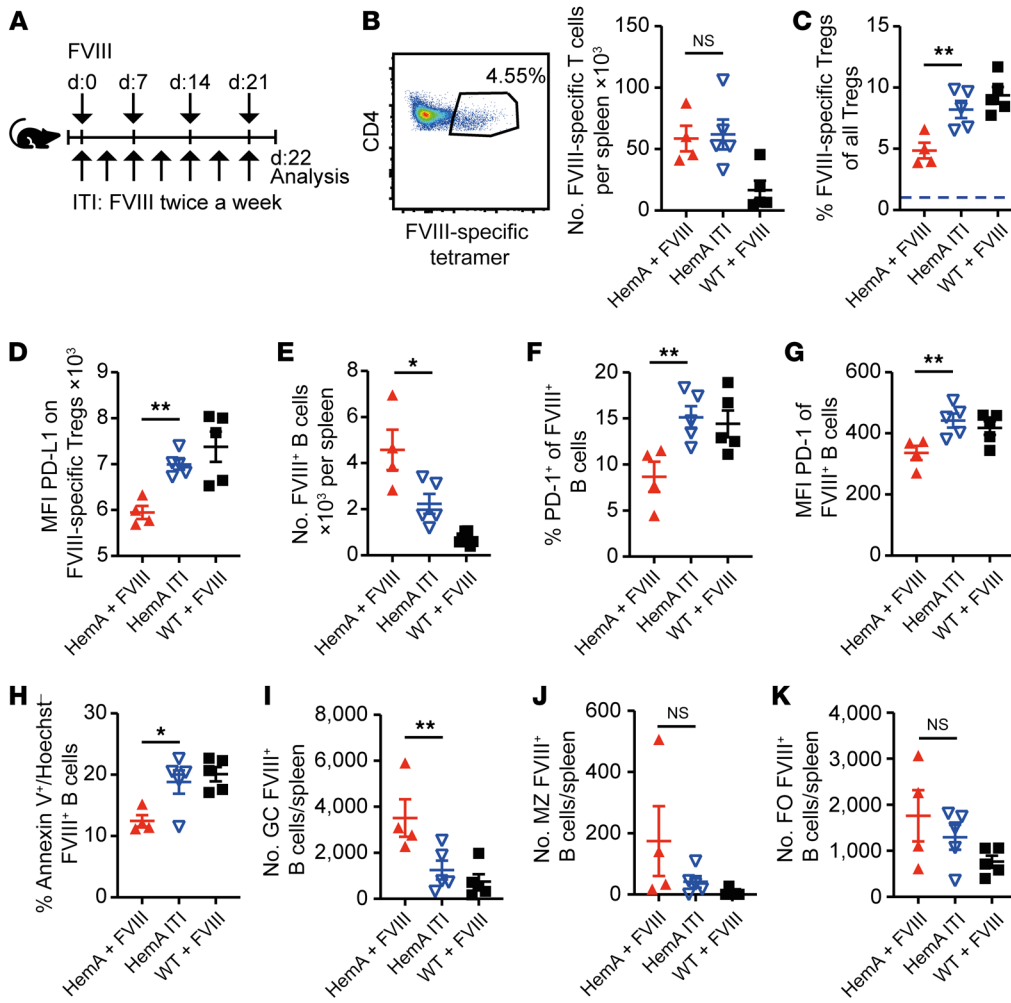 A
FVIII
d:0 d:7 d:14 d:21
d:22
Analysis
ITI: FVIII twice a week
B
4.55%
CD4
FVIII-specific
tetramer
No. FVIII-specific T cells
per spleen ×10³
150
100
50
0
NS
HemA + FVIII
HemA ITI
WT + FVIII
C
% FVIII-specific Tregs
of all Tregs
15
10
5
0
**
HemA + FVIII
HemA ITI
WT + FVIII
D
MFI PD-L1 on
FVIII-specific Tregs ×10³
9
8
7
6
5
**
HemA + FVIII
HemA ITI
WT + FVIII
E
No. FVIII⁺ B cells
×10³ per spleen
8
6
4
2
0
*
HemA + FVIII
HemA ITI
WT + FVIII
F
% PD-1⁺ of FVIII⁺
B cells
20
15
10
5
0
**
HemA + FVIII
HemA ITI
WT + FVIII
G
MFI PD-1 of
FVIII⁺ B cells
600
400
200
0
**
HemA + FVIII
HemA ITI
WT + FVIII
H
% Annexin V⁺/Hoechst⁻
FVIII⁺ B cells
30
20
10
0
*
HemA + FVIII
HemA ITI
WT + FVIII
I
No. GC FVIII⁺
B cells/spleen
8,000
6,000
4,000
2,000
0
**
HemA + FVIII
HemA ITI
WT + FVIII
J
No. MZ FVIII⁺
B cells/spleen
600
400
200
0
NS
HemA + FVIII
HemA ITI
WT + FVIII
K
No. FO FVIII⁺
B cells/spleen
4,000
3,000
2,000
1,000
0
NS
HemA + FVIII
HemA ITI
WT + FVIII